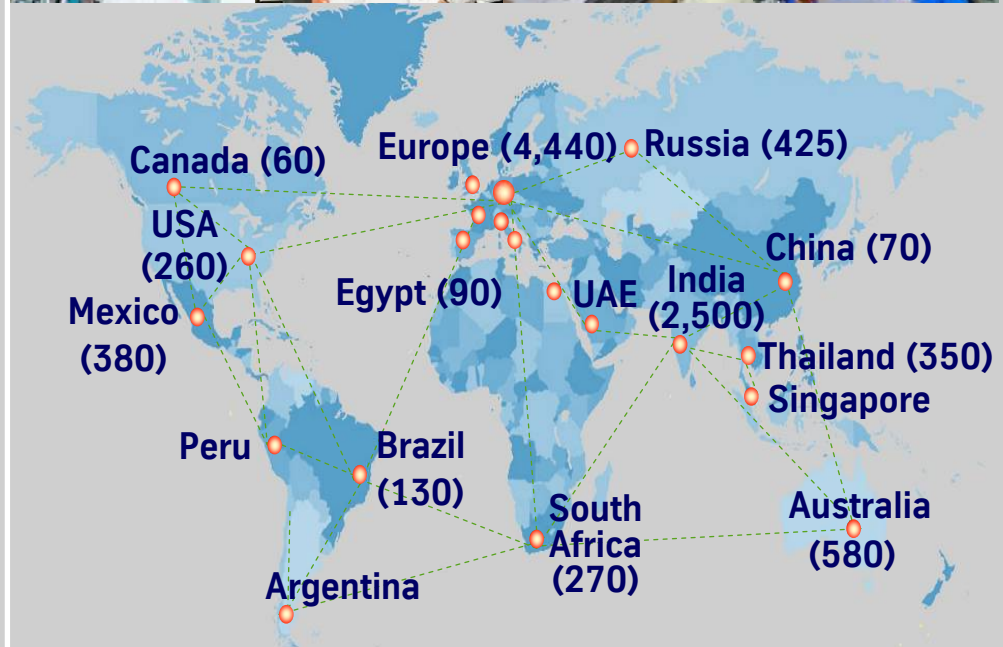 Europe (4,440)
Russia (425)
Canada (60)
USA
(260)
China (70)
India
(2,500)
Egypt (90)
UAE
Mexico
(380)
Thailand (350)
Singapore
Peru
Brazil
(130)
South
Africa
(270)
Australia
(580)
Argentina